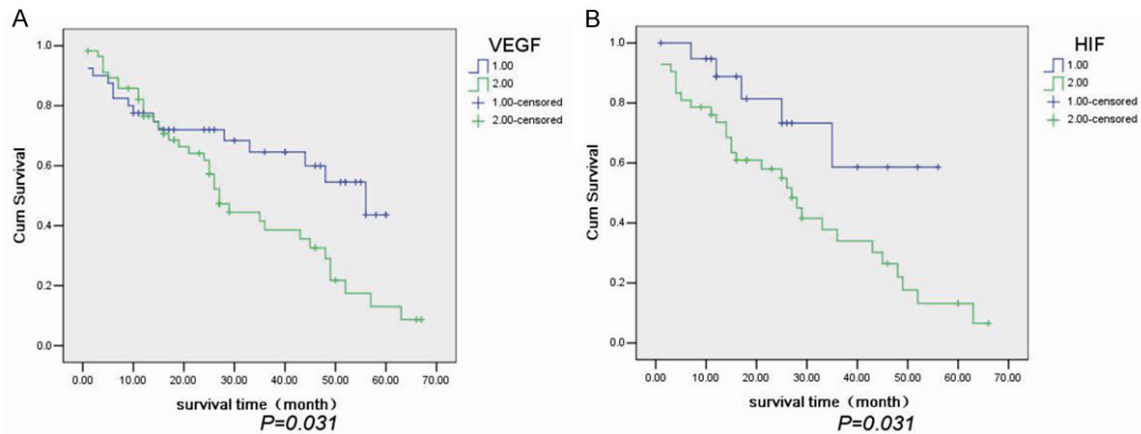 A
VEGF
1.00
2.00
1.00-censored
2.00-censored
Cum Survival
1.0
0.8
0.6
0.4
0.2
0.0
0.00 10.00 20.00 30.00 40.00 50.00 60.00 70.00
survival time（month）
P=0.031
B
HIF
1.00
2.00
1.00-censored
2.00-censored
Cum Survival
1.0
0.8
0.6
0.4
0.2
0.0
0.00 10.00 20.00 30.00 40.00 50.00 60.00 70.00
survival time（month）
P=0.031